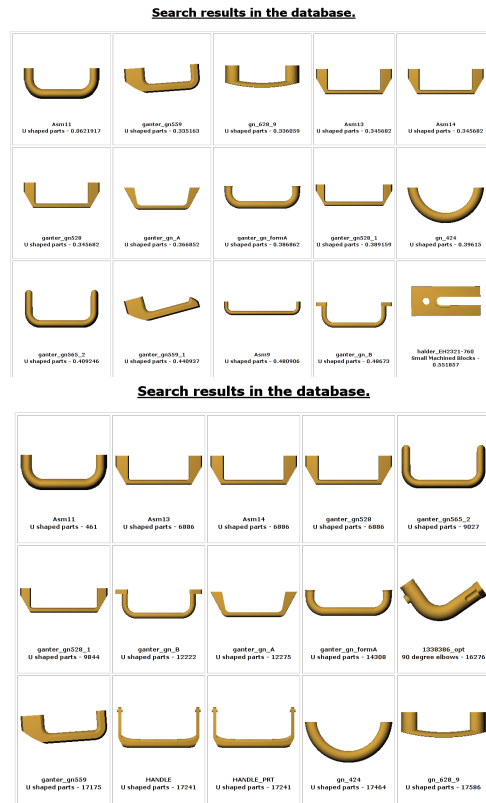 Search results in the database.
Asm11
U shaped parts - 0.0621917
ganter_gn559
U shaped parts - 0.335163
gn_628_9
U shaped parts - 0.336059
Asm13
U shaped parts - 0.345682
Asm14
U shaped parts - 0.345682
ganter_gn528
U shaped parts - 0.345682
ganter_gn_A
U shaped parts - 0.366852
ganter_gn_formA
U shaped parts - 0.386862
ganter_gn528_1
U shaped parts - 0.389159
gn_424
U shaped parts - 0.39615
ganter_gn565_2
U shaped parts - 0.409246
ganter_gn559_1
U shaped parts - 0.440937
Asm9
U shaped parts - 0.480906
ganter_gn_B
U shaped parts - 0.48673
halder_EH2321-760
Small Machined Blocks -
0.551857
Search results in the database.
Asm11
U shaped parts - 461
Asm13
U shaped parts - 6886
Asm14
U shaped parts - 6886
ganter_gn528
U shaped parts - 6886
ganter_gn565_2
U shaped parts - 9027
ganter_gn528_1
U shaped parts - 9844
ganter_gn_B
U shaped parts - 12222
ganter_gn_A
U shaped parts - 12275
ganter_gn_formA
U shaped parts - 14308
1338386_opt
90 degree elbows - 16276
ganter_gn559
U shaped parts - 17175
HANDLE
U shaped parts - 17241
HANDLE_PRT
U shaped parts - 17241
gn_424
U shaped parts - 17464
gn_628_9
U shaped parts - 17586